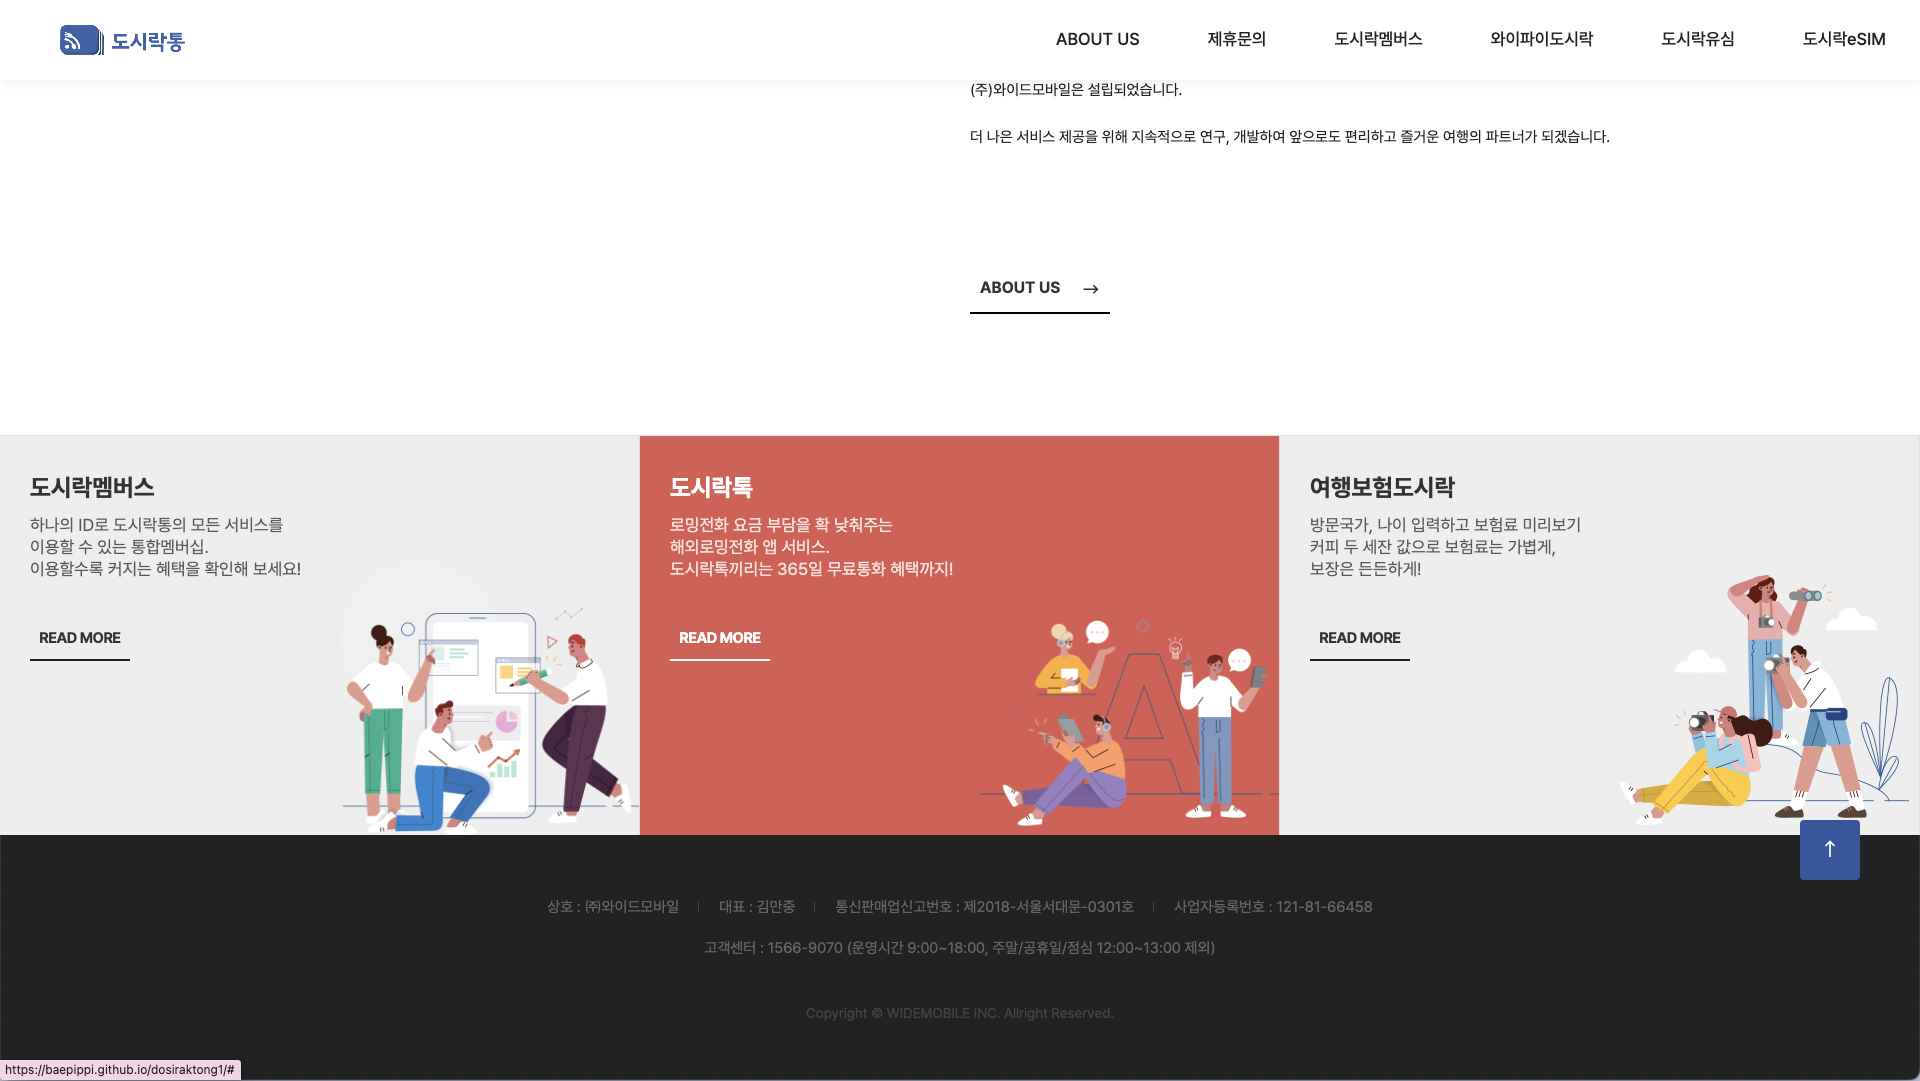 도시락통
ABOUT US
제휴문의
도시락멤버스
와이파이도시락
도시락유심
도시락eSIM
(주)와이드모바일은 설립되었습니다.
더 나은 서비스 제공을 위해 지속적으로 연구, 개발하여 앞으로도 편리하고 즐거운 여행의 파트너가 되겠습니다.
ABOUT US →
도시락멤버스
하나의 ID로 도시락통의 모든 서비스를
이용할 수 있는 통합멤버십.
이용할수록 커지는 혜택을 확인해 보세요!
READ MORE
도시락톡
로밍전화 요금 부담을 확 낮춰주는
해외로밍전화 앱 서비스.
도시락톡끼리는 365일 무료통화 혜택까지!
READ MORE
A
여행보험도시락
방문국가, 나이 입력하고 보험료 미리보기
커피 두 세잔 값으로 보험료는 가볍게,
보장은 든든하게!
READ MORE
↑
상호 : ㈜와이드모바일 | 대표 : 김만중 | 통신판매업신고번호 : 제2018-서울서대문-0301호 | 사업자등록번호 : 121-81-66458
고객센터 : 1566-9070 (운영시간 9:00~18:00, 주말/공휴일/점심 12:00~13:00 제외)
Copyright © WIDEMOBILE INC. Allright Reserved.
https://baepippi.github.io/dosiraktong1/#